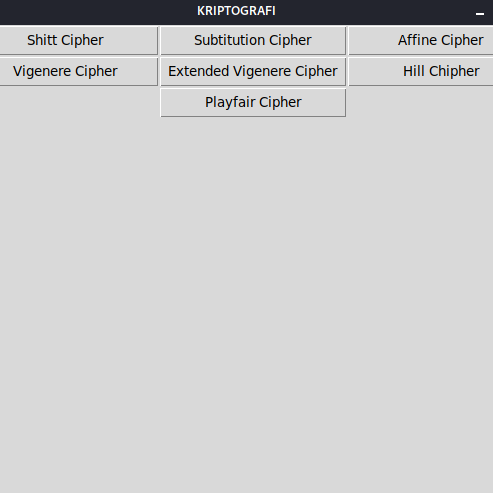 KRIPTOGRAFI
Shitt Cipher Subtitution Cipher Affine Cipher
Vigenere Cipher Extended Vigenere Cipher Hill Chipher
Playfair Cipher